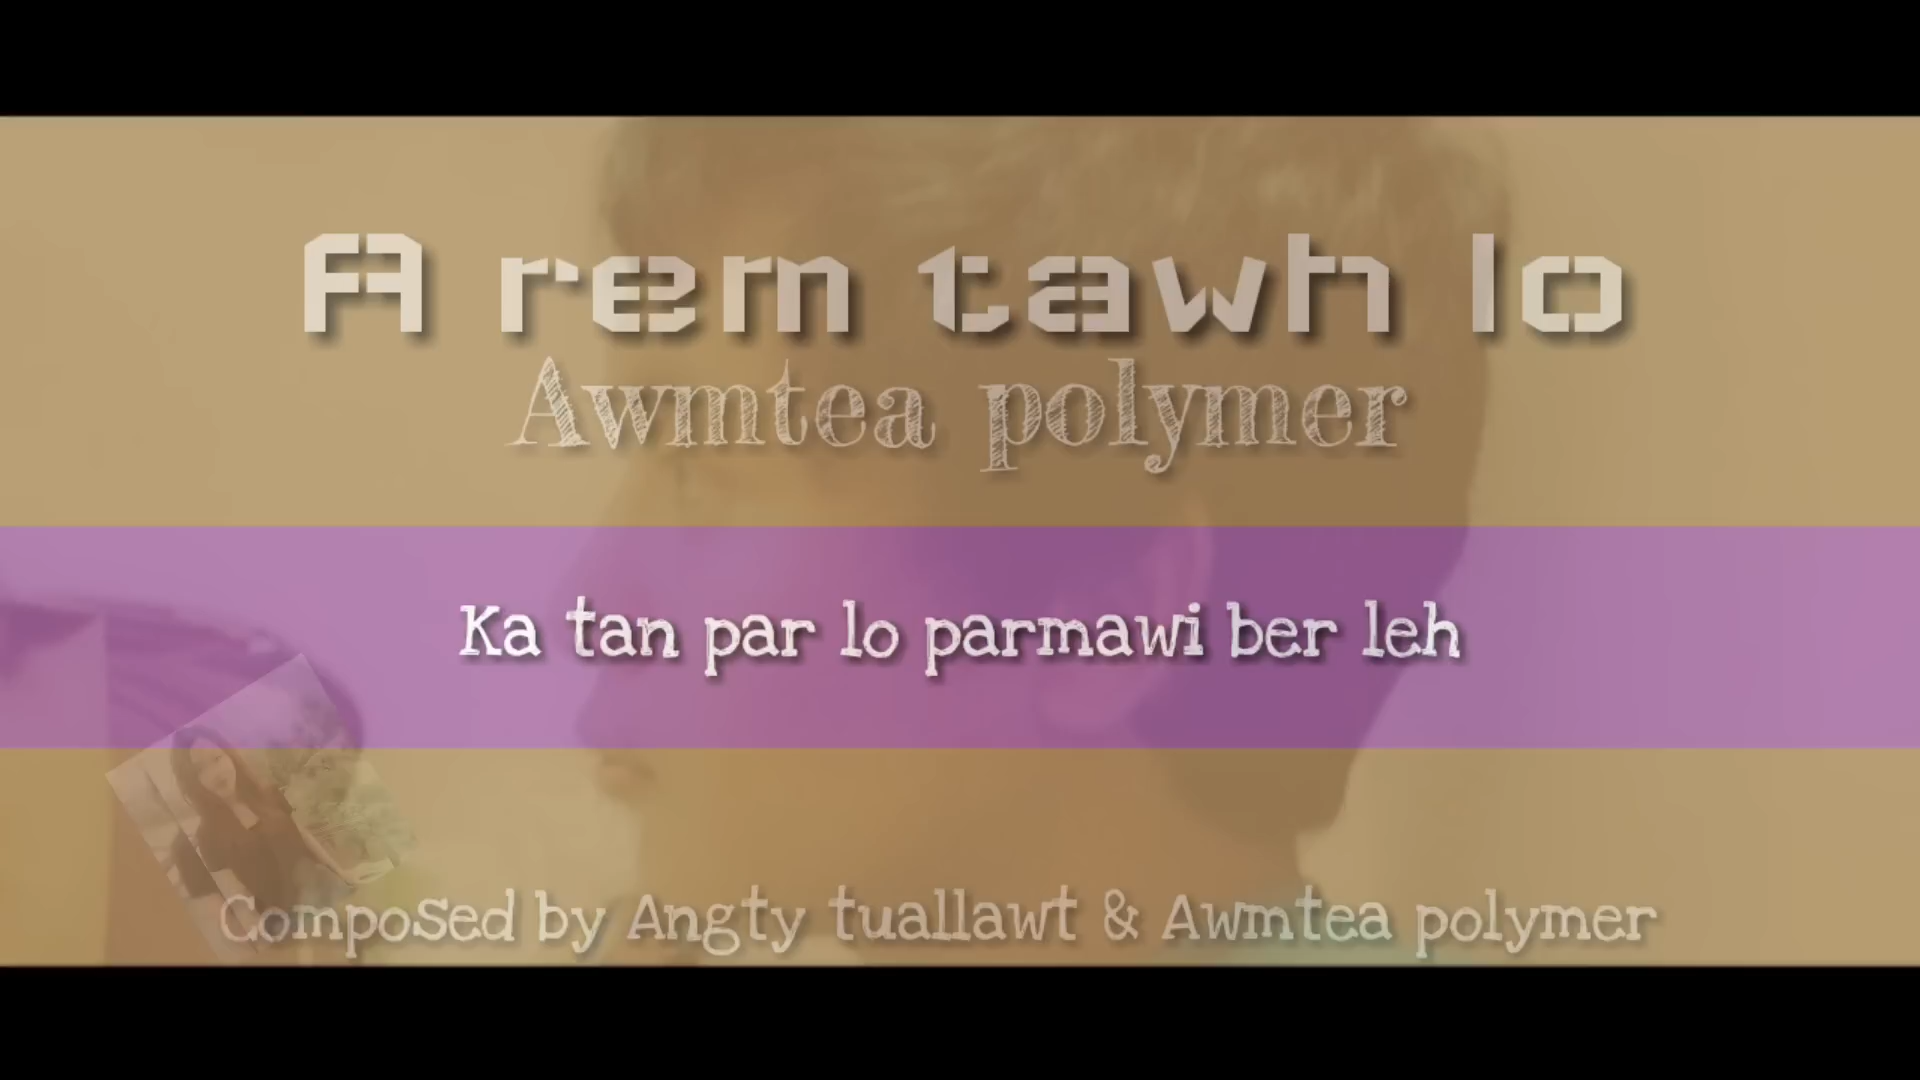 A rem tawh lo
Awmtea polymer
Ka tan par lo parmawi ber leh
Composed by Angty tuallawt & Awmtea polymer